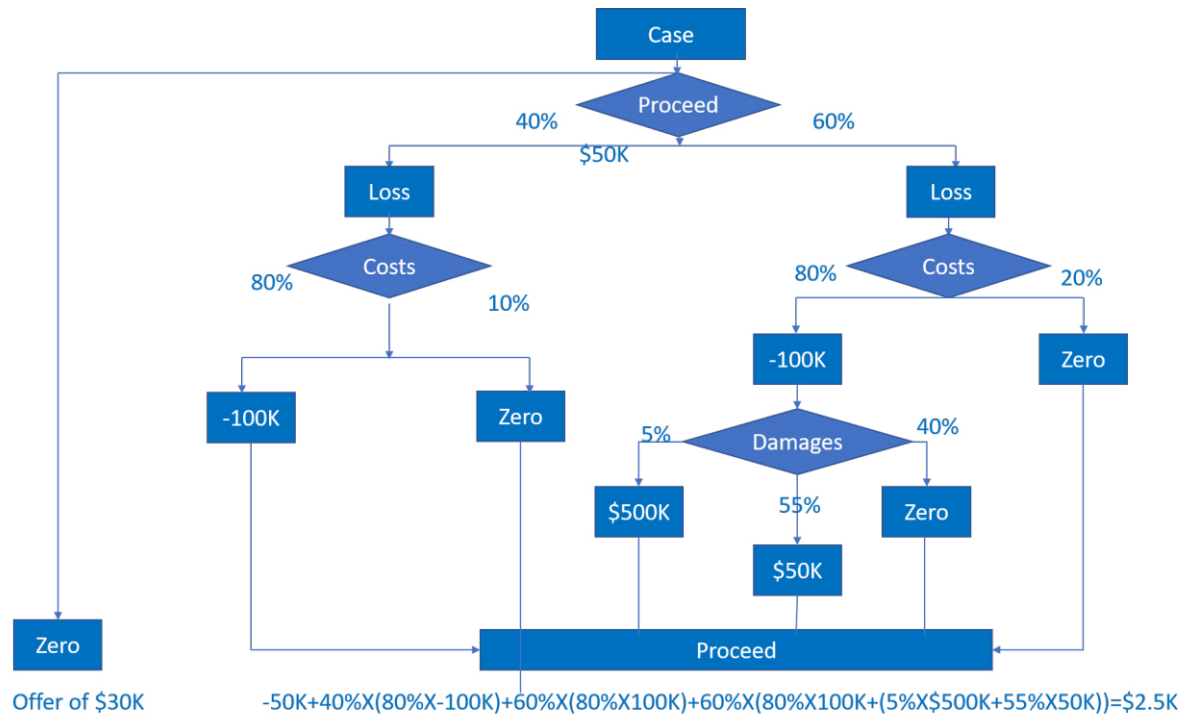 Case
Proceed
40%
60%
$50K
Loss
Loss
Costs
Costs
80%
10%
80%
20%
-100K
Zero
-100K
Zero
Damages
5%
40%
$500K
55%
Zero
$50K
Zero
Proceed
Offer of $30K
-50K+40%X(80%X-100K)+60%X(80%X100K)+60%X(80%X100K+(5%X$500K+55%X50K))=$2.5K